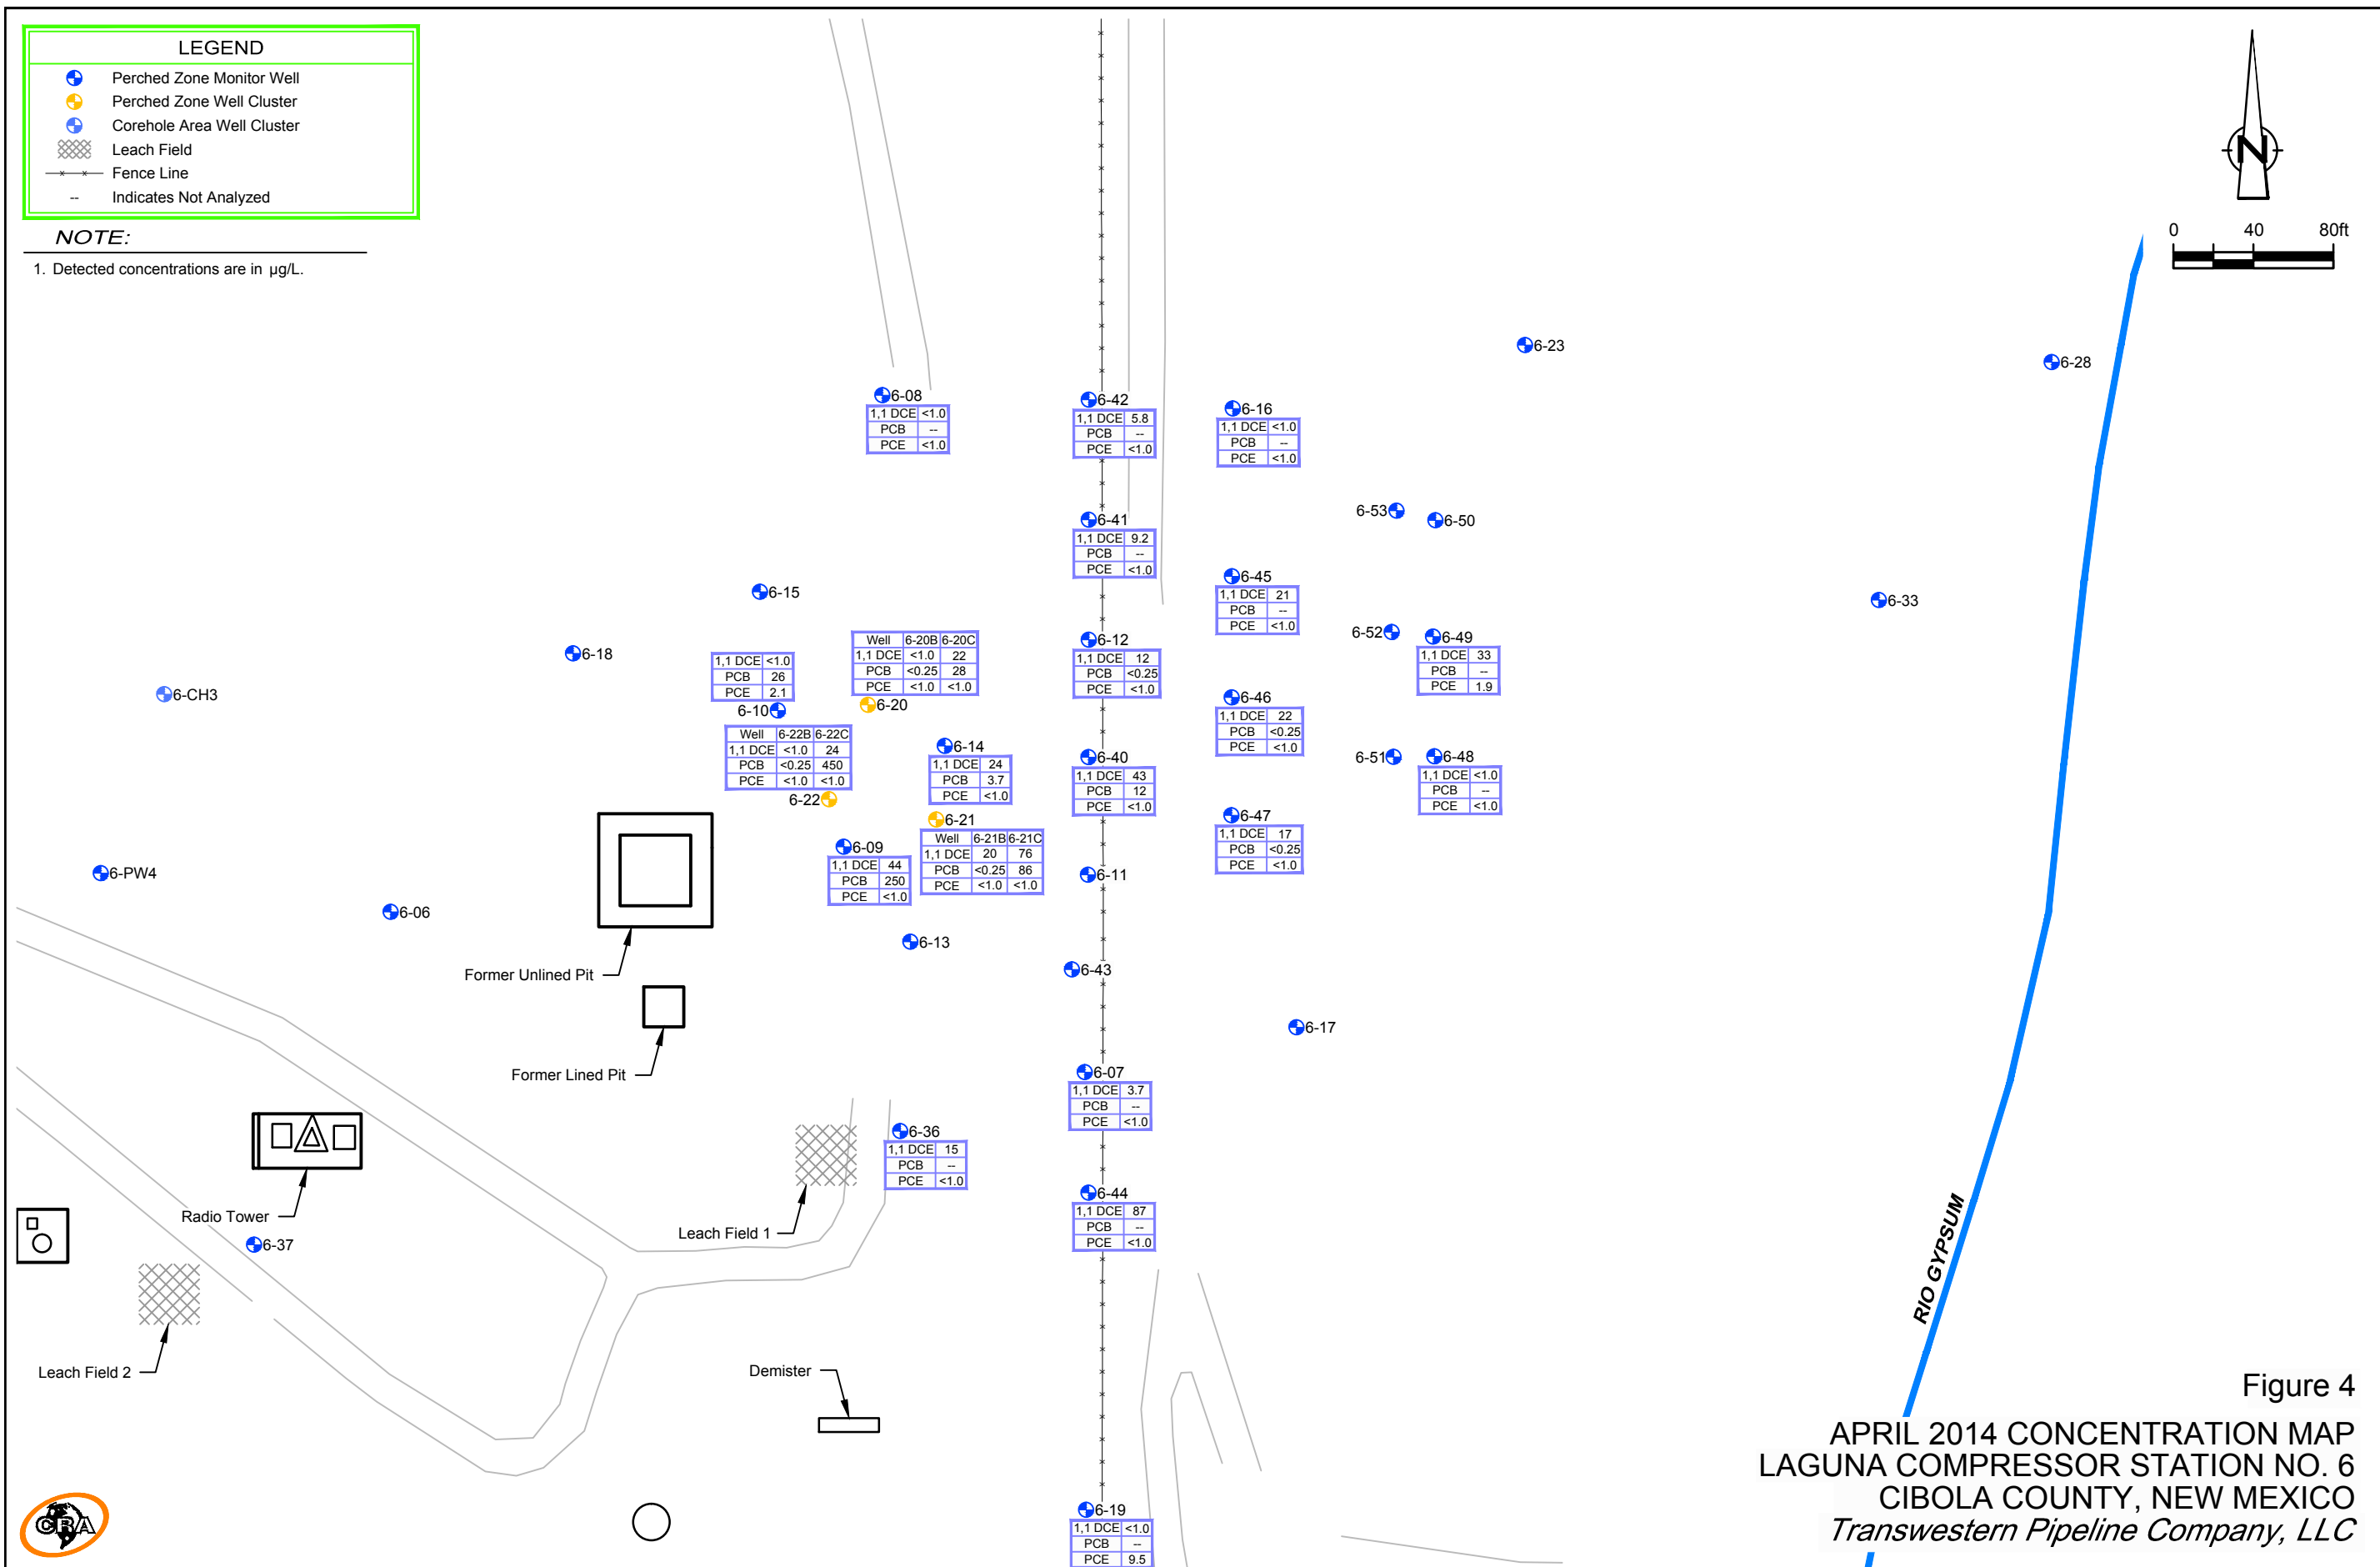 LEGEND
Perched Zone Monitor Well
Perched Zone Well Cluster
Corehole Area Well Cluster
Leach Field
Fence Line
-- Indicates Not Analyzed
NOTE:
1. Detected concentrations are in µg/L.
N
0 40 80ft
6-23
6-28
6-08
1,1 DCE <1.0
PCB --
PCE <1.0
6-42
1,1 DCE 5.8
PCB --
PCE <1.0
6-16
1,1 DCE <1.0
PCB --
PCE <1.0
6-53
6-50
6-41
1,1 DCE 9.2
PCB --
PCE <1.0
6-45
1,1 DCE 21
PCB --
PCE <1.0
6-15
6-33
6-18
6-CH3
1,1 DCE <1.0
PCB 26
PCE 2.1
6-10
Well 6-20B 6-20C
1,1 DCE <1.0 22
PCB <0.25 28
PCE <1.0 <1.0
6-20
6-12
1,1 DCE 12
PCB <0.25
PCE <1.0
6-52
6-49
1,1 DCE 33
PCB --
PCE 1.9
6-46
1,1 DCE 22
PCB <0.25
PCE <1.0
Well 6-22B 6-22C
1,1 DCE <1.0 24
PCB <0.25 450
PCE <1.0 <1.0
6-22
6-14
1,1 DCE 24
PCB 3.7
PCE <1.0
6-40
1,1 DCE 43
PCB 12
PCE <1.0
6-51
6-48
1,1 DCE <1.0
PCB --
PCE <1.0
6-47
1,1 DCE 17
PCB <0.25
PCE <1.0
6-21
Well 6-21B 6-21C
1,1 DCE 20 76
PCB <0.25 86
PCE <1.0 <1.0
6-09
1,1 DCE 44
PCB 250
PCE <1.0
6-11
6-PW4
6-06
6-13
Former Unlined Pit
6-43
6-17
Former Lined Pit
6-07
1,1 DCE 3.7
PCB --
PCE <1.0
6-36
1,1 DCE 15
PCB --
PCE <1.0
6-44
1,1 DCE 87
PCB --
PCE <1.0
Radio Tower
Leach Field 1
6-37
Leach Field 2
Demister
RIO GYPSUM
6-19
1,1 DCE <1.0
PCB --
PCE 9.5
CRA
Figure 4
APRIL 2014 CONCENTRATION MAP
LAGUNA COMPRESSOR STATION NO. 6
CIBOLA COUNTY, NEW MEXICO
Transwestern Pipeline Company, LLC